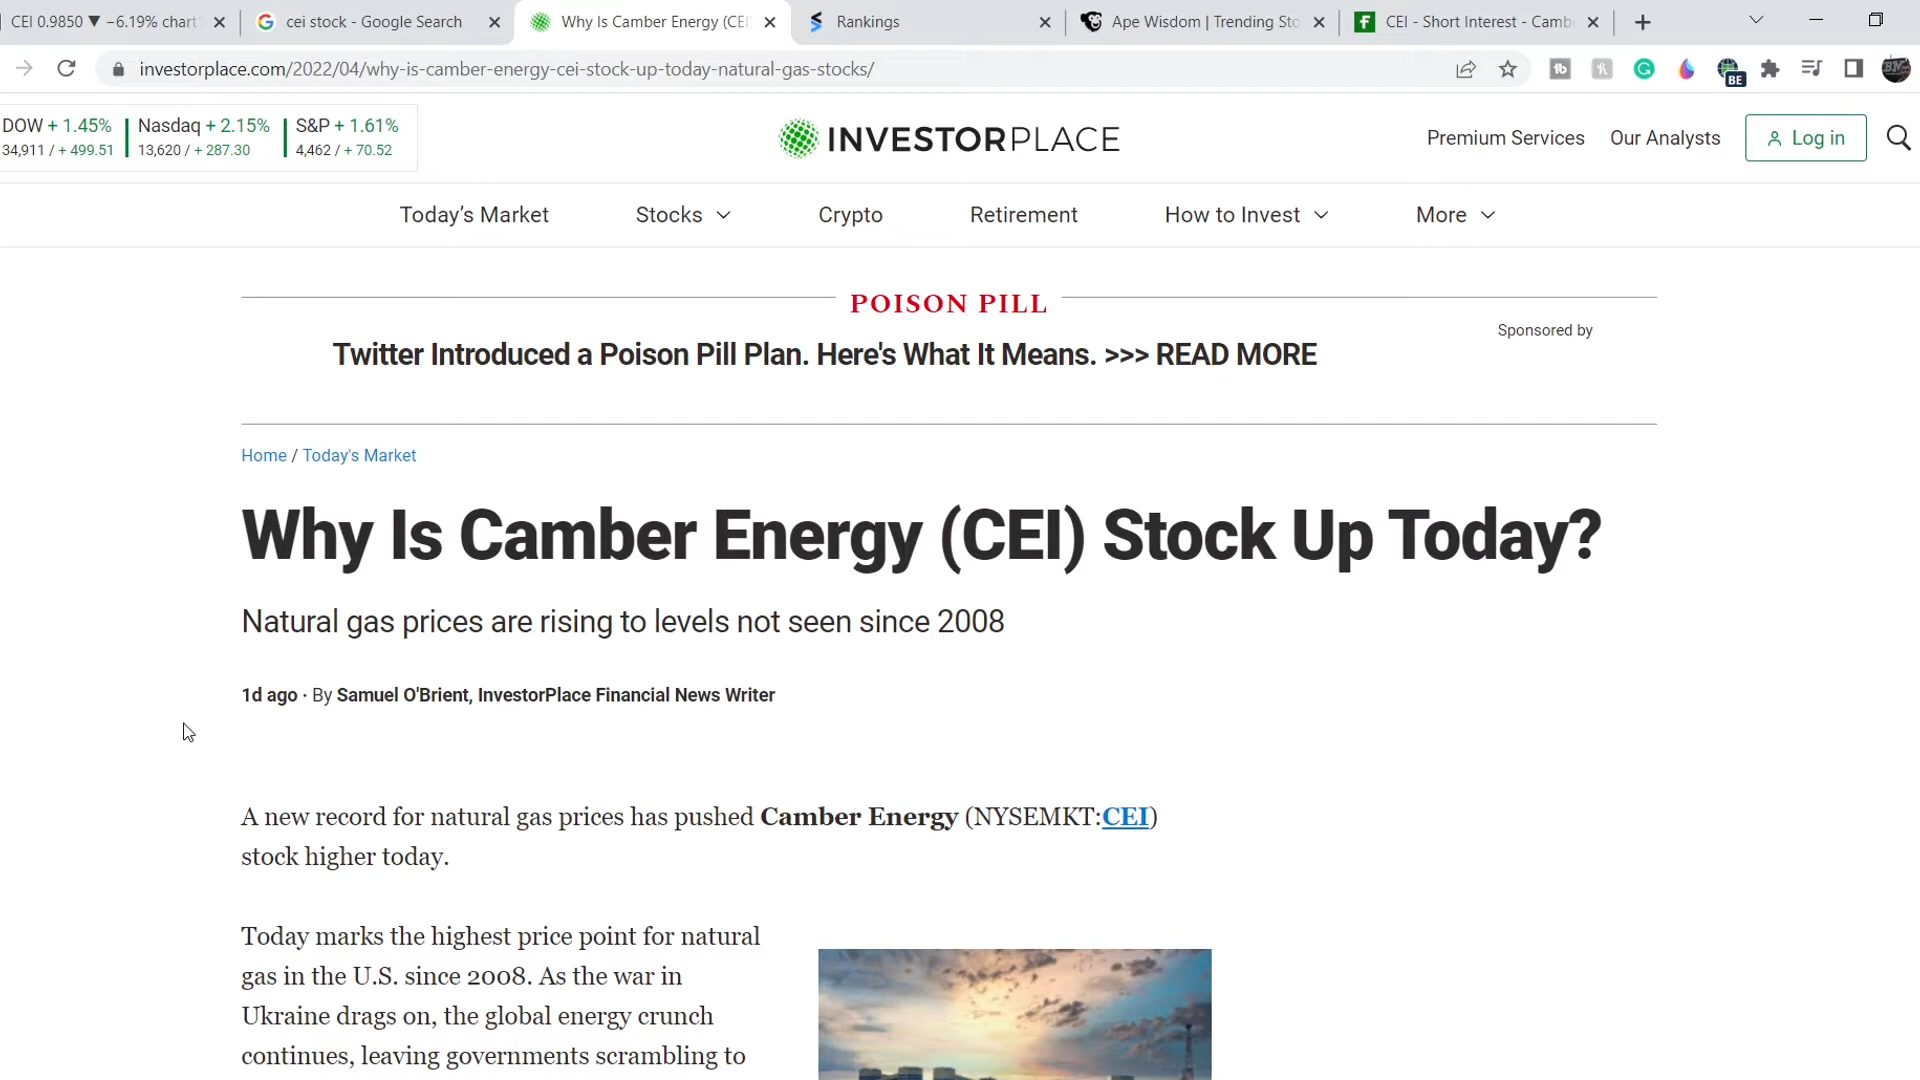 CEI 0.9850 ▼ −6.19% chart
cei stock - Google Search
Why Is Camber Energy (CEI
Rankings
Ape Wisdom | Trending Sto
CEI - Short Interest - Camb
investorplace.com/2022/04/why-is-camber-energy-cei-stock-up-today-natural-gas-stocks/
BE
DOW + 1.45%
34,911 / + 499.51
Nasdaq + 2.15%
13,620 / + 287.30
S&P + 1.61%
4,462 / + 70.52
INVESTORPLACE
Premium Services
Our Analysts
Log in
Today’s Market
Stocks
Crypto
Retirement
How to Invest
More
POISON PILL
Sponsored by
Twitter Introduced a Poison Pill Plan. Here's What It Means. >>> READ MORE
Home / Today's Market
Why Is Camber Energy (CEI) Stock Up Today?
Natural gas prices are rising to levels not seen since 2008
1d ago · By Samuel O'Brient, InvestorPlace Financial News Writer
A new record for natural gas prices has pushed Camber Energy (NYSEMKT:CEI)
stock higher today.
Today marks the highest price point for natural
gas in the U.S. since 2008. As the war in
Ukraine drags on, the global energy crunch
continues, leaving governments scrambling to